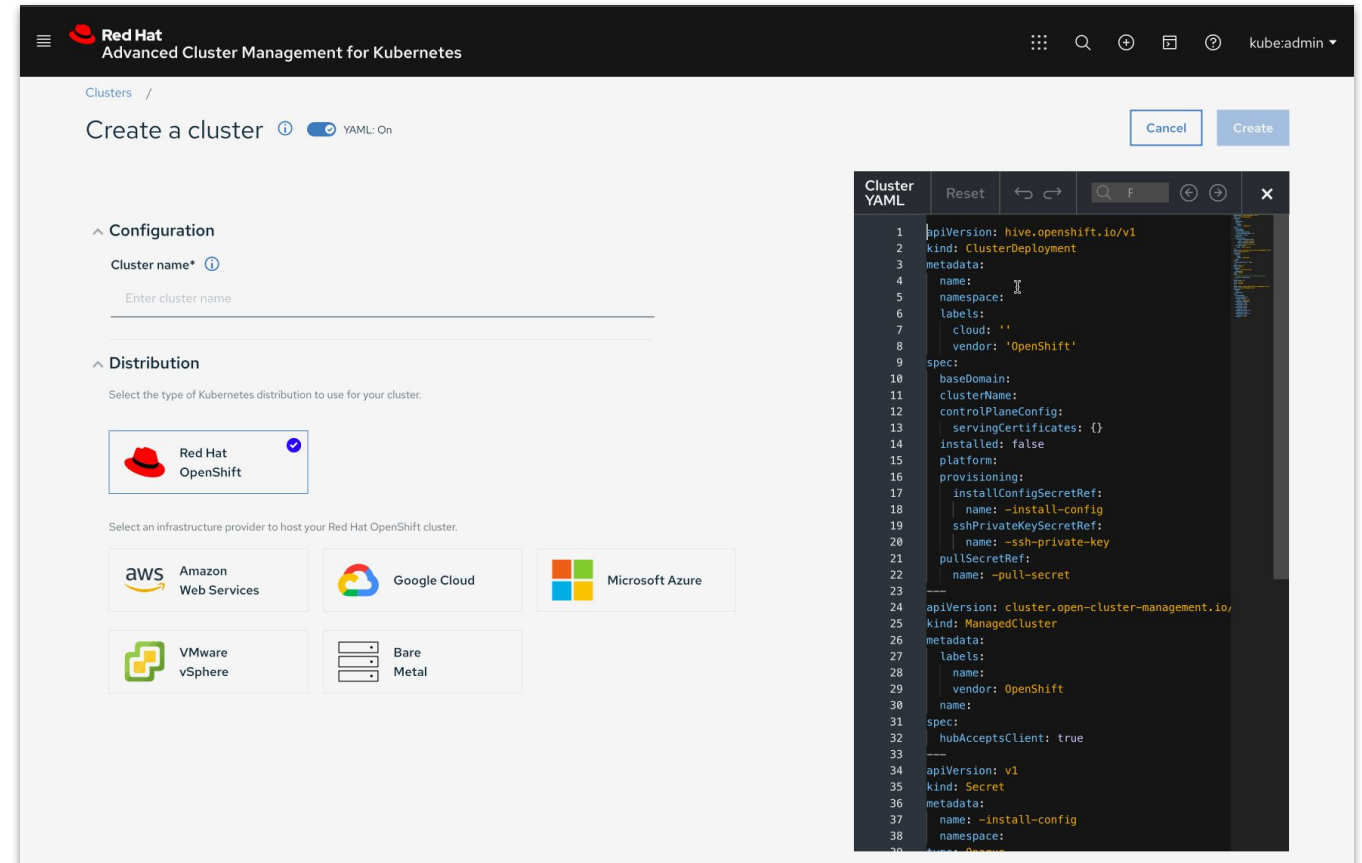 Red Hat
Advanced Cluster Management for Kubernetes
kube:admin
Clusters /
Create a cluster
YAML: On
Cancel
Create
Configuration
Cluster name*
Enter cluster name
Distribution
Select the type of Kubernetes distribution to use for your cluster.
Red Hat
OpenShift
Select an infrastructure provider to host your Red Hat OpenShift cluster.
aws
Amazon
Web Services
Google Cloud
Microsoft Azure
VMware
vSphere
Bare
Metal
Cluster
YAML
Reset
F
1 apiVersion: hive.openshift.io/v1
2 kind: ClusterDeployment
3 metadata:
4 name:
5 namespace:
6 labels:
7 cloud: ''
8 vendor: 'OpenShift'
9 spec:
10 baseDomain:
11 clusterName:
12 controlPlaneConfig:
13 servingCertificates: {}
14 installed: false
15 platform:
16 provisioning:
17 installConfigSecretRef:
18 name: -install-config
19 sshPrivateKeySecretRef:
20 name: -ssh-private-key
21 pullSecretRef:
22 name: -pull-secret
23 ---
24 apiVersion: cluster.open-cluster-management.io/
25 kind: ManagedCluster
26 metadata:
27 labels:
28 name:
29 vendor: OpenShift
30 name:
31 spec:
32 hubAcceptsClient: true
33 ---
34 apiVersion: v1
35 kind: Secret
36 metadata:
37 name: -install-config
38 namespace: